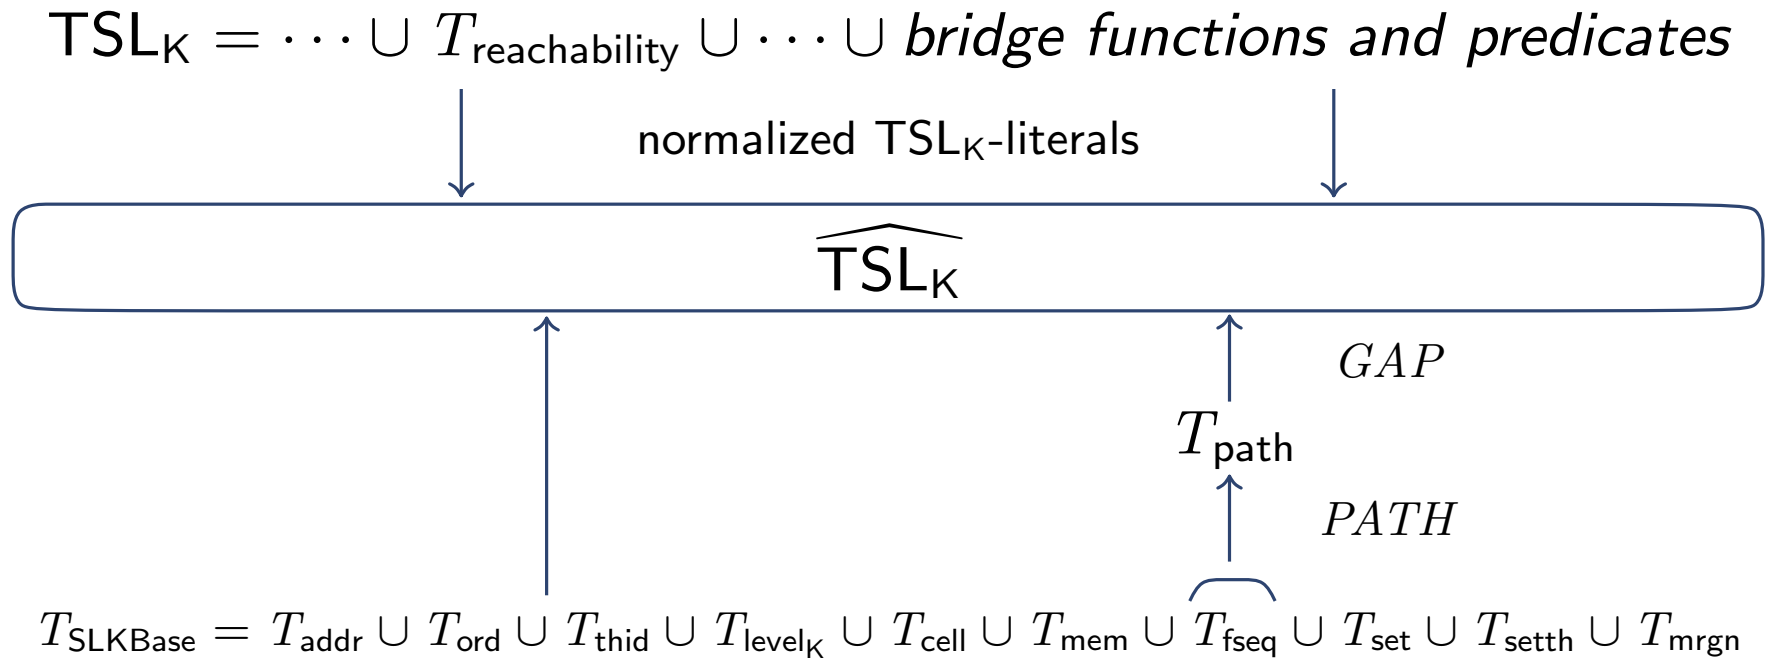 TSL_K = ⋯ ∪ T_reachability ∪ ⋯ ∪ bridge functions and predicates
normalized TSL_K-literals
\widehat{TSL_K}
GAP
T_path
PATH
T_SLKBase = T_addr ∪ T_ord ∪ T_thid ∪ T_level_K ∪ T_cell ∪ T_mem ∪ T_fseq ∪ T_set ∪ T_setth ∪ T_mrgn